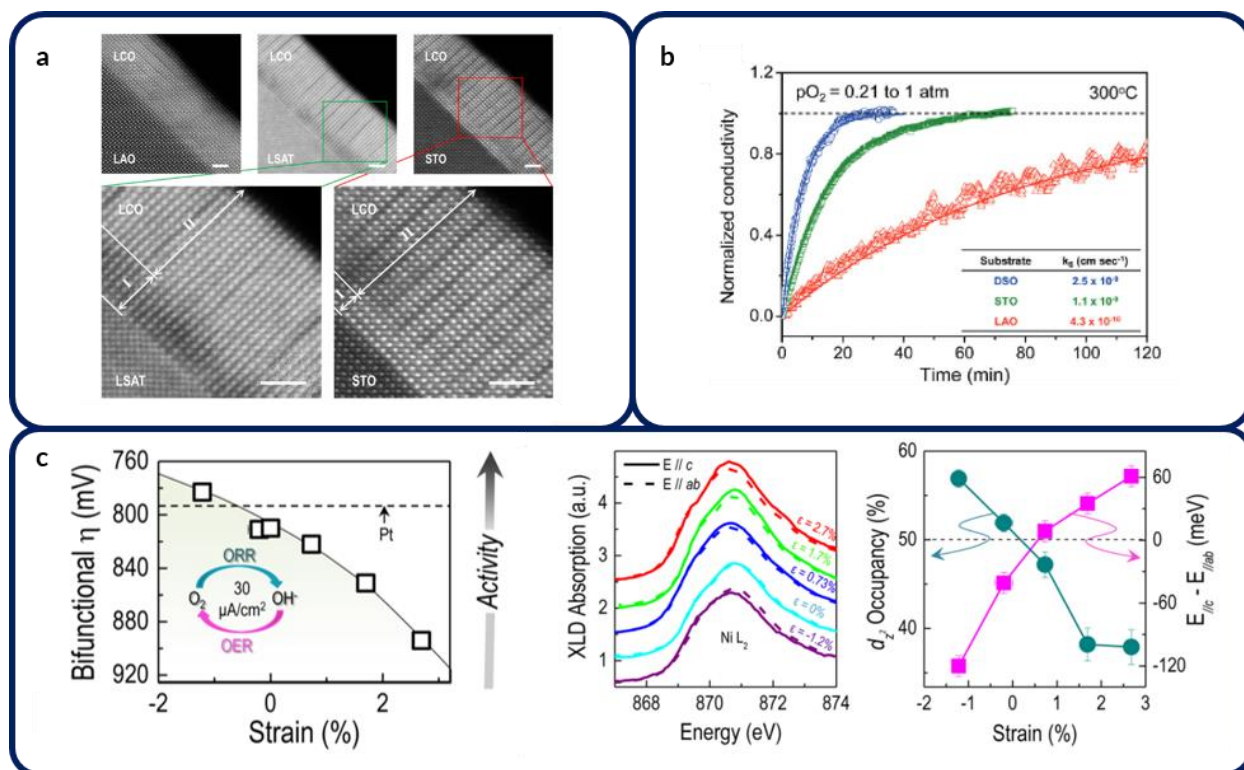 a
LCO
LAO
LCO
LSAT
LCO
STO
LCO
I
II
LSAT
LCO
I
II
STO
b
Normalized conductivity
1.2
0.8
0.4
0.0
pO₂ = 0.21 to 1 atm
300°C
Substrate kq (cm sec⁻¹)
DSO 2.5 x 10⁻⁹
STO 1.1 x 10⁻⁹
LAO 4.3 x 10⁻¹⁰
0 20 40 60 80 100 120
Time (min)
c
Bifunctional η (mV)
760
800
840
880
920
Pt
ORR
O₂ 30 OH⁻
μA/cm²
OER
-2 0 2
Strain (%)
Activity
XLD Absorption (a.u.)
4
3
2
1
E // c
E // ab
ε = 2.7%
ε = 1.7%
ε = 0.73%
ε = 0%
ε = -1.2%
Ni L₂
868 870 872 874
Energy (eV)
d_z² Occupancy (%)
60
50
40
60
0
-60
-120
E//c - E//ab (meV)
-2 -1 0 1 2 3
Strain (%)